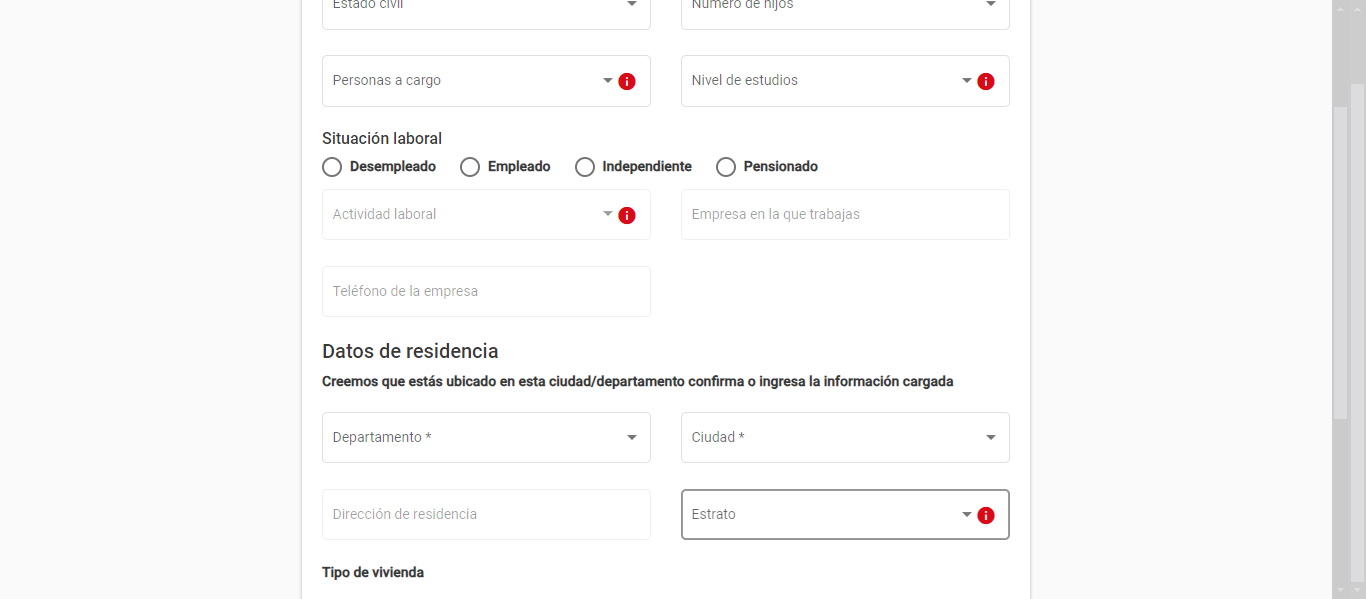 Estado civil
Número de hijos
Personas a cargo
Nivel de estudios
Situación laboral
Desempleado
Empleado
Independiente
Pensionado
Actividad laboral
Empresa en la que trabajas
Teléfono de la empresa
Datos de residencia
Creemos que estás ubicado en esta ciudad/departamento confirma o ingresa la información cargada
Departamento *
Ciudad *
Dirección de residencia
Estrato
Tipo de vivienda